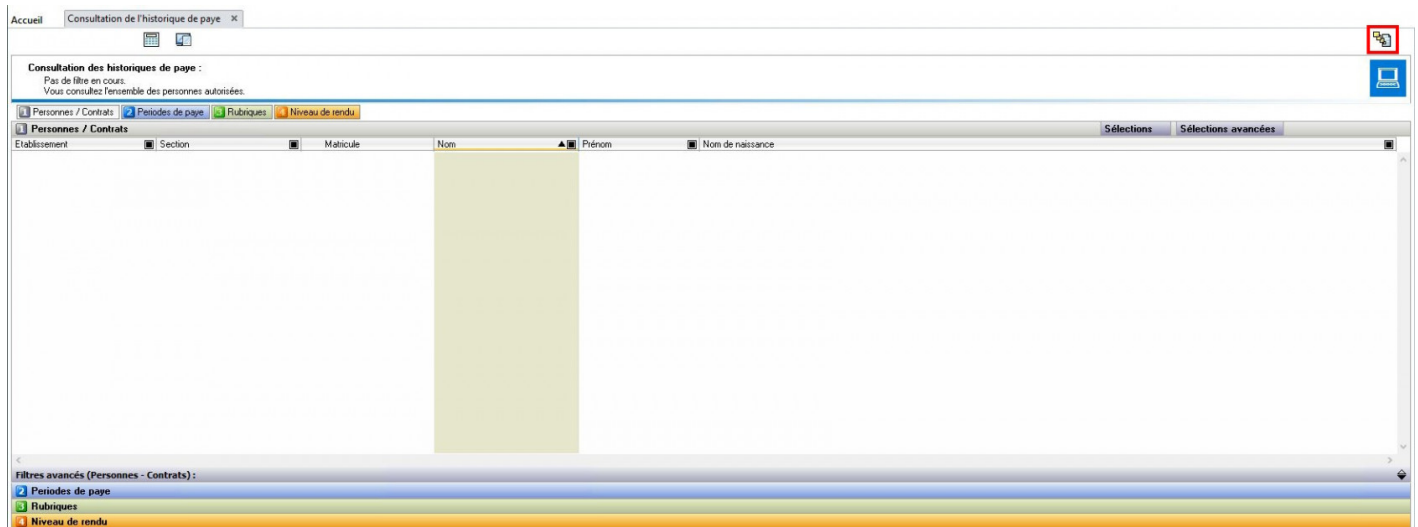 Accueil Consultation de l'historique de paye ×
Consultation des historiques de paye :
Pas de filtre en cours.
Vous consultez l'ensemble des personnes autorisées.
1 Personnes / Contrats 2 Periodes de paye 3 Rubriques 4 Niveau de rendu
1 Personnes / Contrats Sélections Sélections avancées
Etablissement Section Matricule Nom Prénom Nom de naissance
Filtres avancés (Personnes - Contrats) :
2 Periodes de paye
3 Rubriques
4 Niveau de rendu